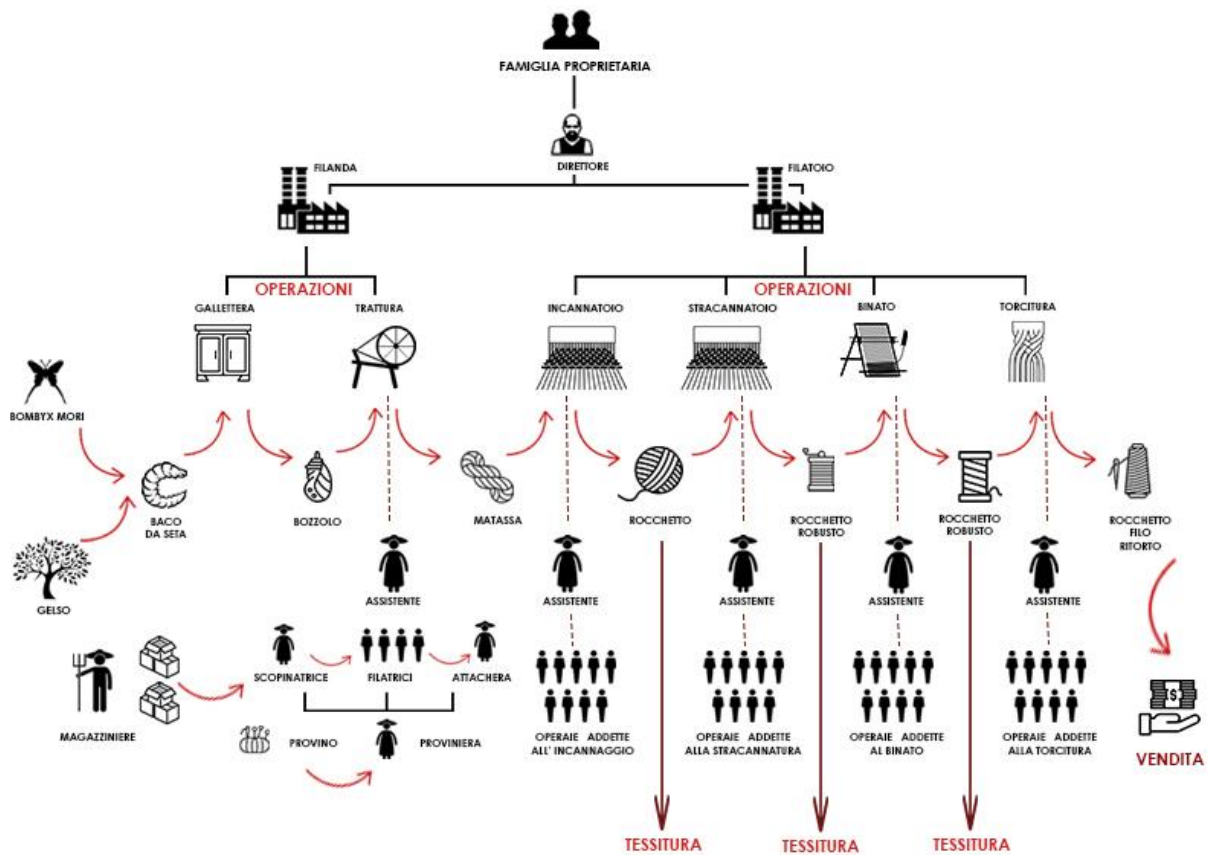 FAMIGLIA PROPRIETARIA
DIRETTORE
FILANDA
FILATOIO
OPERAZIONI
OPERAZIONI
GALLETTERA
TRATTURA
INCANNATOIO
STRACANNATOIO
BINATO
TORCITURA
BOMBYX MORI
BACO
DA SETA
BOZZOLO
MATASSA
ROCCHETTO
ROCCHETTO
ROBUSTO
ROCCHETTO
ROBUSTO
ROCCHETTO
FILO
RITORTO
GELSO
ASSISTENTE
ASSISTENTE
ASSISTENTE
ASSISTENTE
ASSISTENTE
SCOPINATRICE
FILATRICI
ATTACHERA
MAGAZZINIERE
PROVINO
PROVINIERA
OPERAIE ADDETTE
ALL' INCANNAGGIO
OPERAIE ADDETTE
ALLA STRACANNATURA
OPERAIE ADDETTE
AL BINATO
OPERAIE ADDETTE
ALLA TORCITURA
$
VENDITA
TESSITURA
TESSITURA
TESSITURA